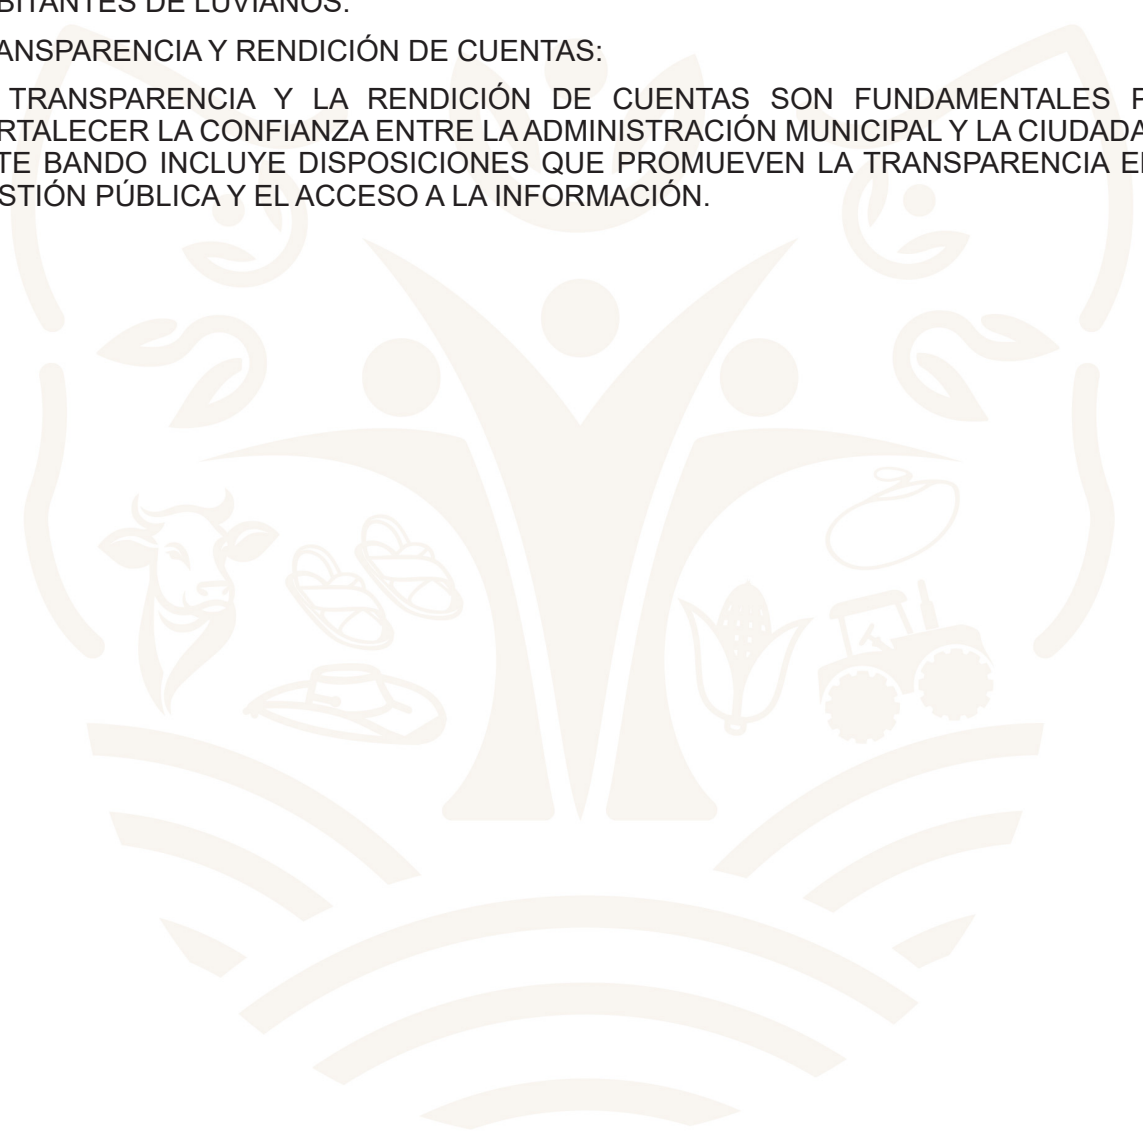 BITANTES DE LUVIANOS.
ANSPARENCIA Y RENDICIÓN DE CUENTAS:
TRANSPARENCIA Y LA RENDICIÓN DE CUENTAS SON FUNDAMENTALES P
RTALECER LA CONFIANZA ENTRE LA ADMINISTRACIÓN MUNICIPAL Y LA CIUDADA
TE BANDO INCLUYE DISPOSICIONES QUE PROMUEVEN LA TRANSPARENCIA EN
STIÓN PÚBLICA Y EL ACCESO A LA INFORMACIÓN.